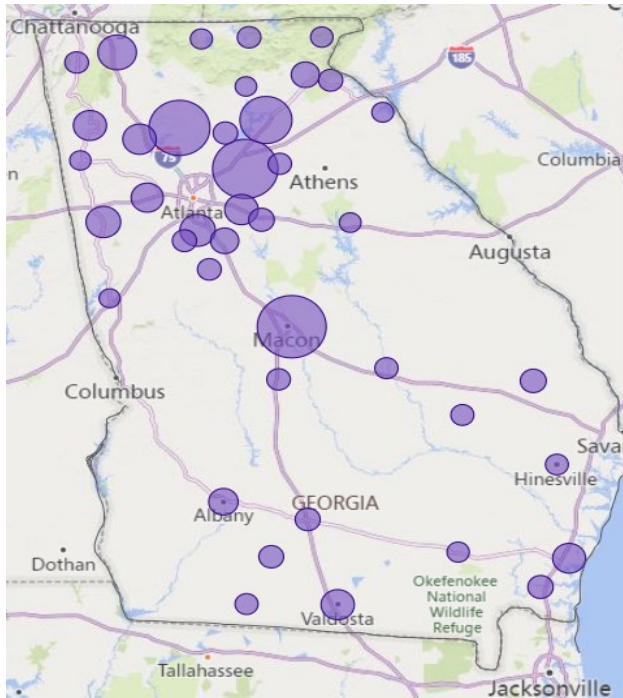 Chattanooga
185
75
Columbia
Athens
Atlanta
Augusta
Macon
Columbus
Sava
Hinesville
GEORGIA
Albany
Dothan
Okefenokee
National
Wildlife
Refuge
Valdosta
Tallahassee
Jacksonville